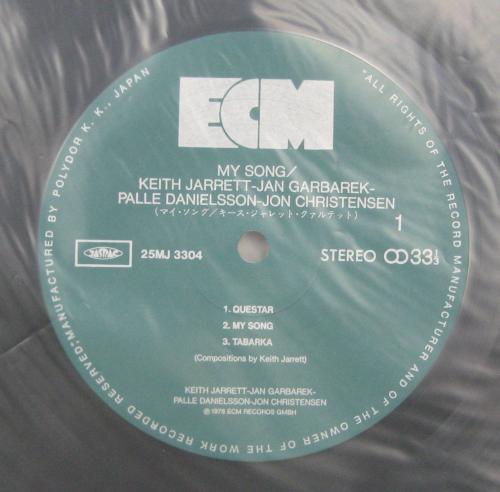 ECM
MY SONG/
KEITH JARRETT-JAN GARBAREK-
PALLE DANIELSSON-JON CHRISTENSEN
(マイ・ソング/キース・ジャレット・クァルテット)
1
JASRAC
25MJ 3304
STEREO 33⅓
1. QUESTAR
2. MY SONG
3. TABARKA
(Compositions by Keith Jarrett)
KEITH JARRETT-JAN GARBAREK-
PALLE DANIELSSON-JON CHRISTENSEN
℗ 1978 ECM RECORDS GMBH
"ALL RIGHTS OF THE RECORD MANUFACTURER AND OF THE OWNER OF THE WORK RECORDED RESERVED:MANUFACTURED BY POLYDOR K. K., JAPAN